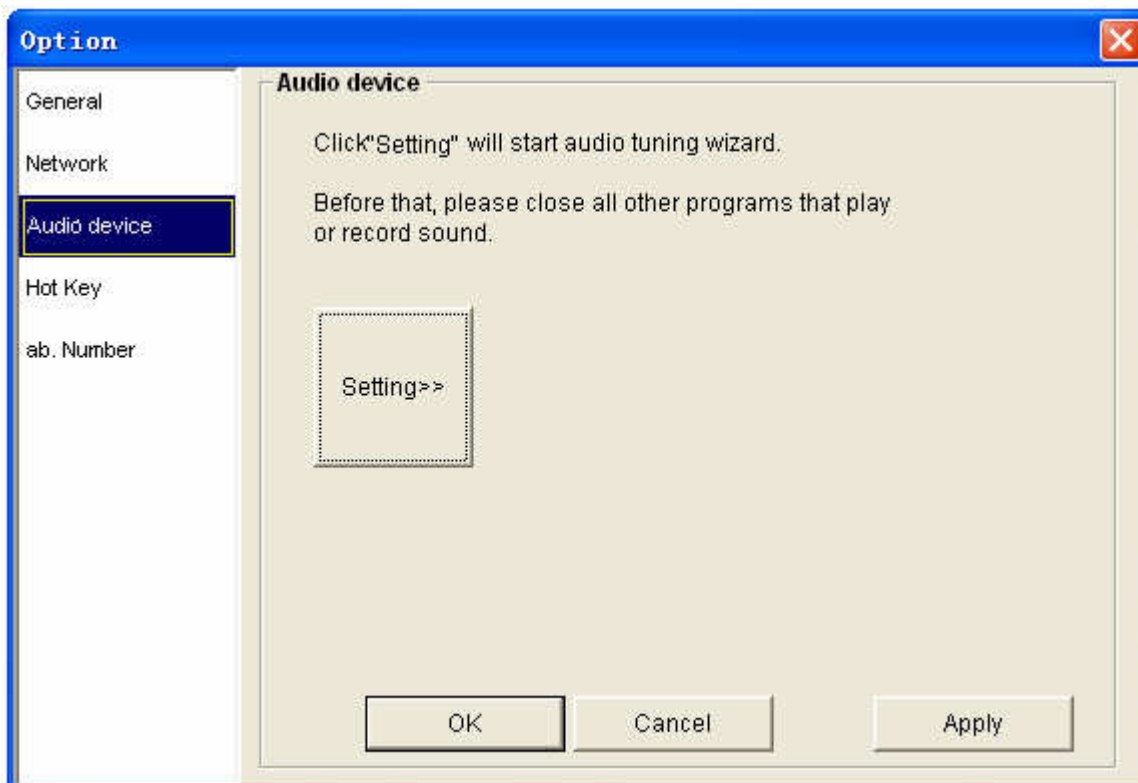 Option
General
Network
Audio device
Hot Key
ab. Number
Audio device
Click"Setting" will start audio tuning wizard.
Before that, please close all other programs that play
or record sound.
Setting>>
OK
Cancel
Apply